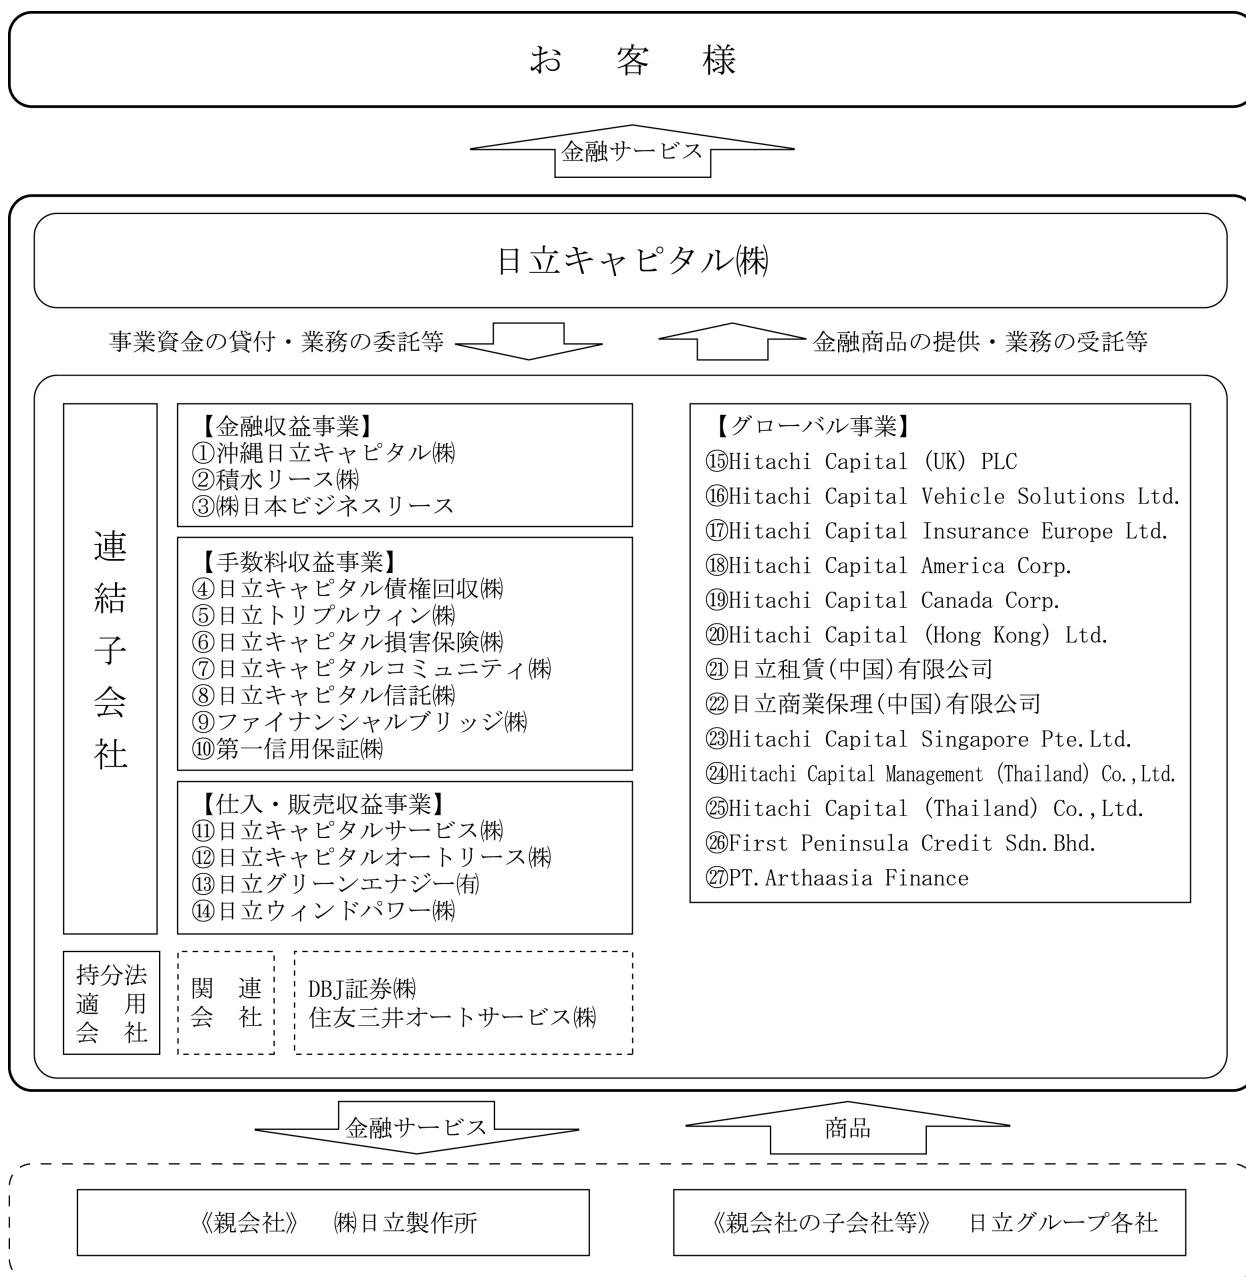 お 客 様
金融サービス
日立キャピタル㈱
事業資金の貸付・業務の委託等
金融商品の提供・業務の受託等
連結子会社
【金融収益事業】
①沖縄日立キャピタル㈱
②積水リース㈱
③㈱日本ビジネスリース
【手数料収益事業】
④日立キャピタル債権回収㈱
⑤日立トリプルウィン㈱
⑥日立キャピタル損害保険㈱
⑦日立キャピタルコミュニティ㈱
⑧日立キャピタル信託㈱
⑨ファイナンシャルブリッジ㈱
⑩第一信用保証㈱
【仕入・販売収益事業】
⑪日立キャピタルサービス㈱
⑫日立キャピタルオートリース㈱
⑬日立グリーンエナジー㈲
⑭日立ウィンドパワー㈱
【グローバル事業】
⑮Hitachi Capital (UK) PLC
⑯Hitachi Capital Vehicle Solutions Ltd.
⑰Hitachi Capital Insurance Europe Ltd.
⑱Hitachi Capital America Corp.
⑲Hitachi Capital Canada Corp.
⑳Hitachi Capital (Hong Kong) Ltd.
㉑日立租賃(中国)有限公司
㉒日立商業保理(中国)有限公司
㉓Hitachi Capital Singapore Pte.Ltd.
㉔Hitachi Capital Management (Thailand) Co.,Ltd.
㉕Hitachi Capital (Thailand) Co.,Ltd.
㉖First Peninsula Credit Sdn.Bhd.
㉗PT.Arthaasia Finance
持分法
適 用
会 社
関 連
会 社
DBJ証券㈱
住友三井オートサービス㈱
金融サービス
商品
《親会社》 ㈱日立製作所
《親会社の子会社等》 日立グループ各社